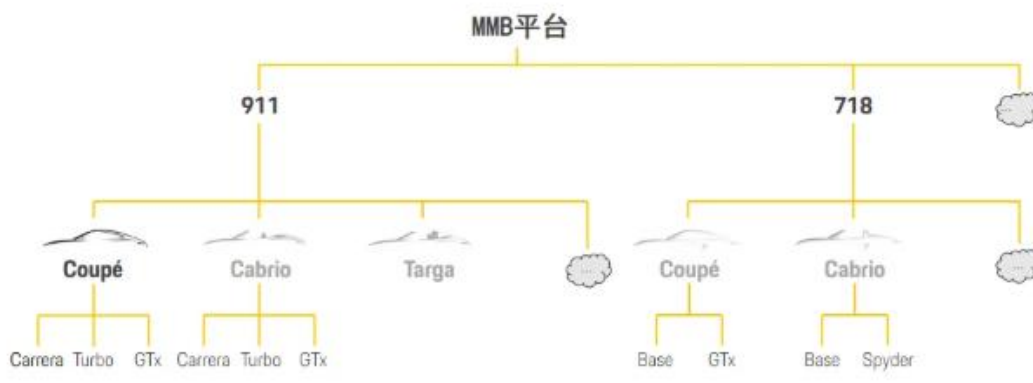 MMB平台
911 718
...
Coupé Cabrio Targa ... Coupé Cabrio ...
Carrera Turbo GTx Carrera Turbo GTx Base GTx Base Spyder